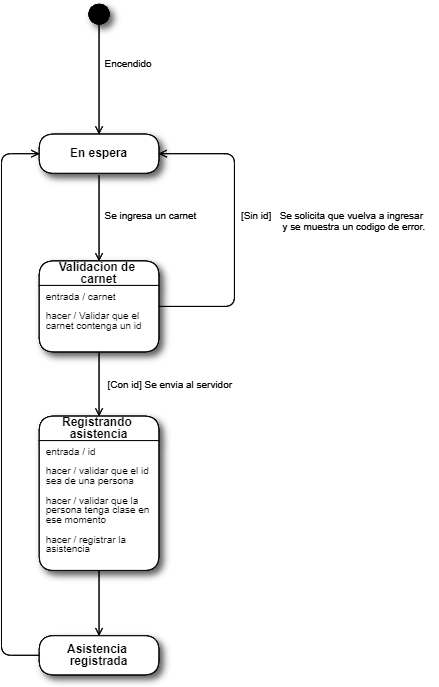 Encendido
En espera
Se ingresa un carnet
[Sin id]   Se solicita que vuelva a ingresar
y se muestra un codigo de error.
Validacion de
carnet
entrada / carnet
hacer / Validar que el
carnet contenga un id
[Con id] Se envia al servidor
Registrando
asistencia
entrada / id
hacer / validar que el id
sea de una persona
hacer / validar que la
persona tenga clase en
ese momento
hacer / registrar la
asistencia
Asistencia
registrada